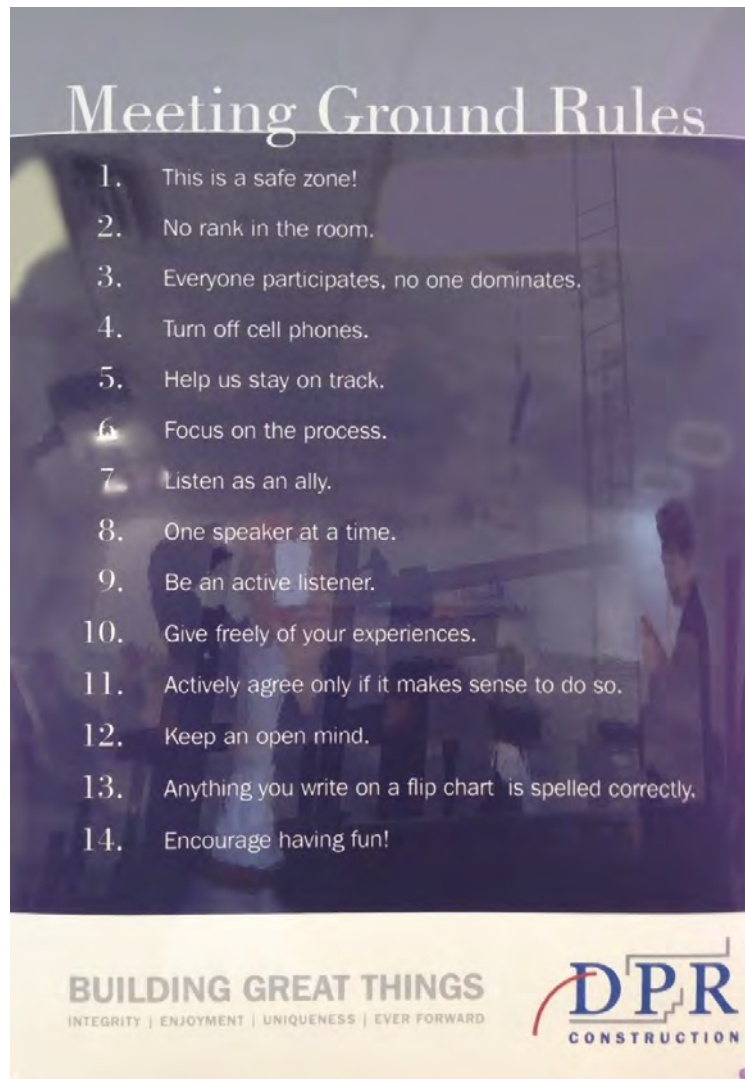 Meeting Ground Rules
1. This is a safe zone!
2. No rank in the room.
3. Everyone participates, no one dominates.
4. Turn off cell phones.
5. Help us stay on track.
6. Focus on the process.
7. Listen as an ally.
8. One speaker at a time.
9. Be an active listener.
10. Give freely of your experiences.
11. Actively agree only if it makes sense to do so.
12. Keep an open mind.
13. Anything you write on a flip chart is spelled correctly.
14. Encourage having fun!
BUILDING GREAT THINGS
INTEGRITY | ENJOYMENT | UNIQUENESS | EVER FORWARD
DPR
CONSTRUCTION